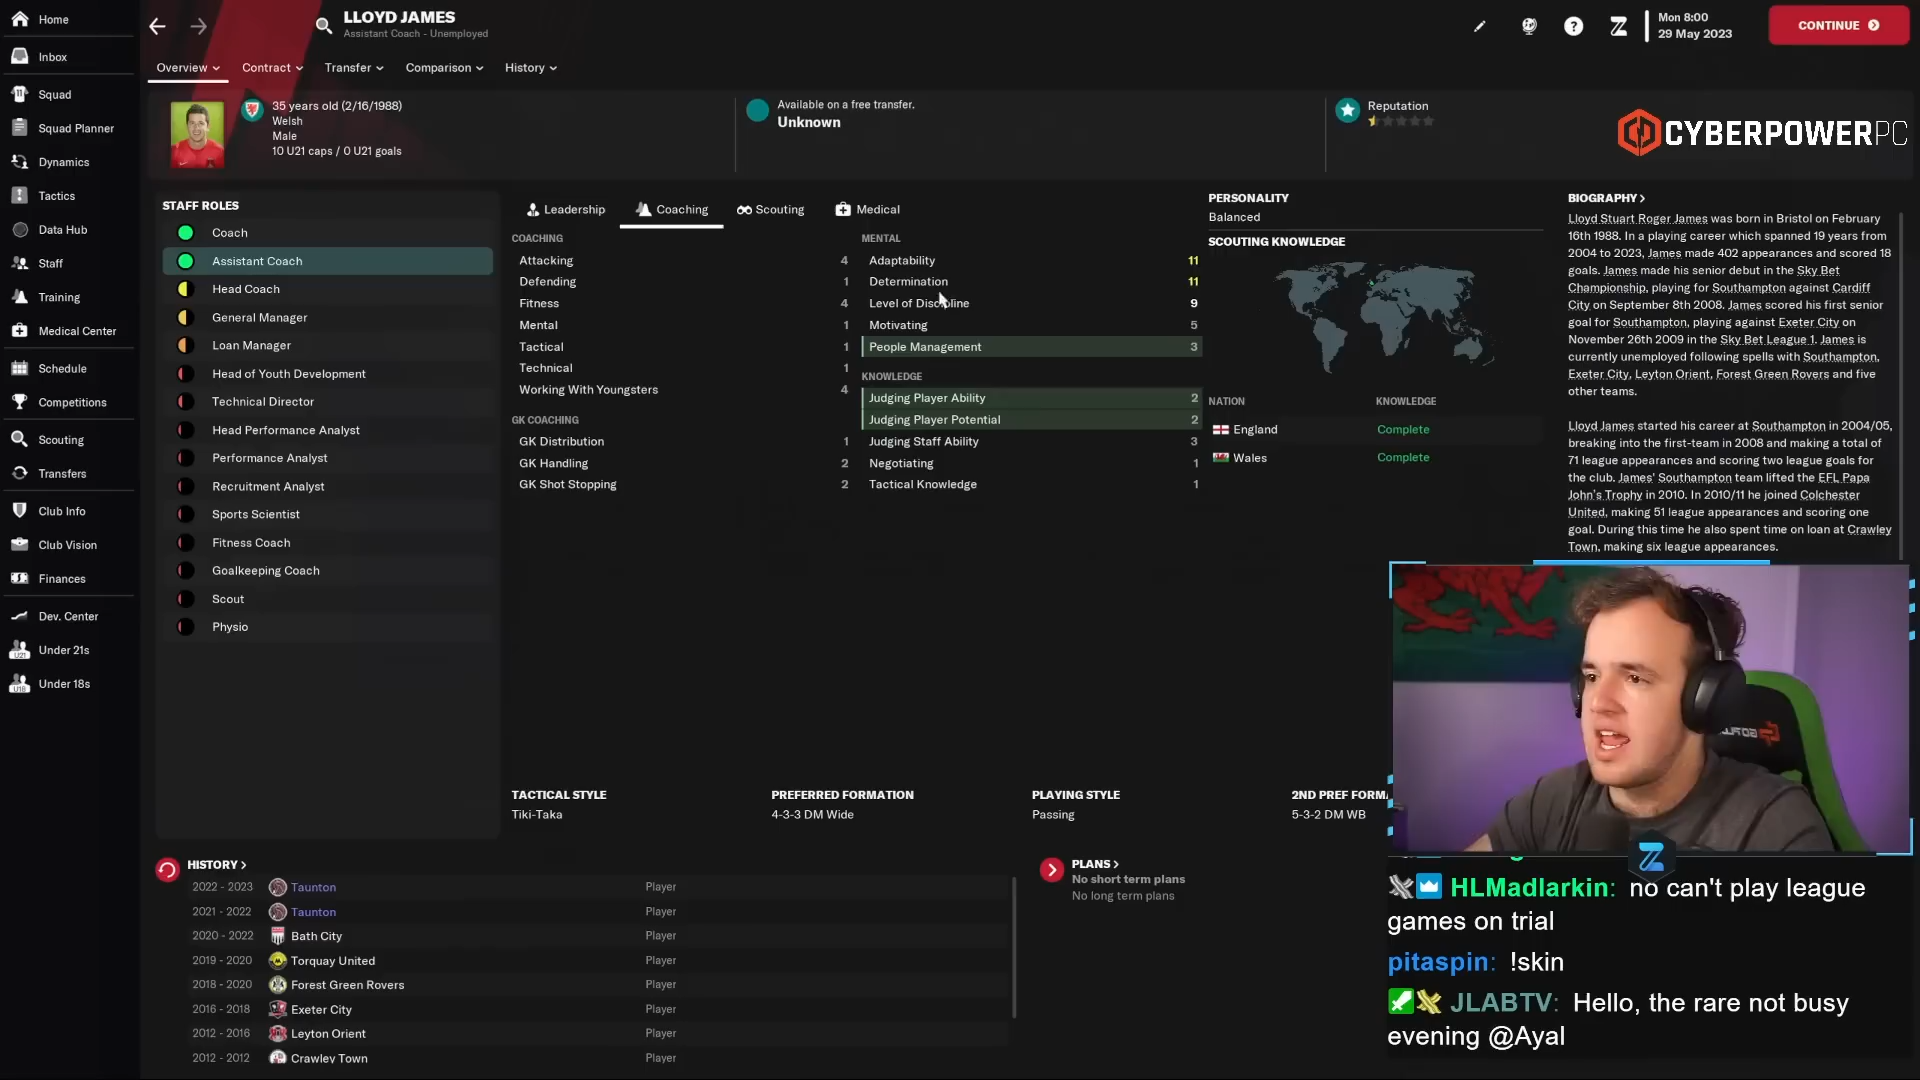 Home
Inbox
Squad
Squad Planner
Dynamics
Tactics
Data Hub
Staff
Training
Medical Center
Schedule
Competitions
Scouting
Transfers
Club Info
Club Vision
Finances
Dev. Center
Under 21s
Under 18s
LLOYD JAMES
Assistant Coach - Unemployed
Mon 8:00
29 May 2023
CONTINUE
Overview
Contract
Transfer
Comparison
History
35 years old (2/16/1988)
Welsh
Male
10 U21 caps / 0 U21 goals
Available on a free transfer.
Unknown
Reputation
CYBERPOWERPC
STAFF ROLES
Coach
Assistant Coach
Head Coach
General Manager
Loan Manager
Head of Youth Development
Technical Director
Head Performance Analyst
Performance Analyst
Recruitment Analyst
Sports Scientist
Fitness Coach
Goalkeeping Coach
Scout
Physio
Leadership
Coaching
Scouting
Medical
COACHING
Attacking 4
Defending 1
Fitness 4
Mental 1
Tactical 1
Technical 1
Working With Youngsters 4
GK COACHING
GK Distribution 1
GK Handling 2
GK Shot Stopping 2
MENTAL
Adaptability 11
Determination 11
Level of Discipline 9
Motivating 5
People Management 3
KNOWLEDGE
Judging Player Ability 2
Judging Player Potential 2
Judging Staff Ability 3
Negotiating 1
Tactical Knowledge 1
PERSONALITY
Balanced
SCOUTING KNOWLEDGE
NATION KNOWLEDGE
England Complete
Wales Complete
BIOGRAPHY >
Lloyd Stuart Roger James was born in Bristol on February
16th 1988. In a playing career which spanned 19 years from
2004 to 2023, James made 402 appearances and scored 18
goals. James made his senior debut in the Sky Bet
Championship, playing for Southampton against Cardiff
City on September 8th 2008. James scored his first senior
goal for Southampton, playing against Exeter City on
November 26th 2009 in the Sky Bet League 1. James is
currently unemployed following spells with Southampton,
Exeter City, Leyton Orient, Forest Green Rovers and five
other teams.
Lloyd James started his career at Southampton in 2004/05,
breaking into the first-team in 2008 and making a total of
71 league appearances and scoring two league goals for
the club. James' Southampton team lifted the EFL Papa
John's Trophy in 2010. In 2010/11 he joined Colchester
United, making 51 league appearances and scoring one
goal. During this time he also spent time on loan at Crawley
Town, making six league appearances.
TACTICAL STYLE
Tiki-Taka
PREFERRED FORMATION
4-3-3 DM Wide
PLAYING STYLE
Passing
2ND PREF FORMA
5-3-2 DM WB
HISTORY >
2022 - 2023 Taunton Player
2021 - 2022 Taunton Player
2020 - 2022 Bath City Player
2019 - 2020 Torquay United Player
2018 - 2020 Forest Green Rovers Player
2016 - 2018 Exeter City Player
2012 - 2016 Leyton Orient Player
2012 - 2012 Crawley Town Player
PLANS >
No short term plans
No long term plans
HLMadlarkin: no can't play league
games on trial
pitaspin: !skin
JLABTV: Hello, the rare not busy
evening @Ayal